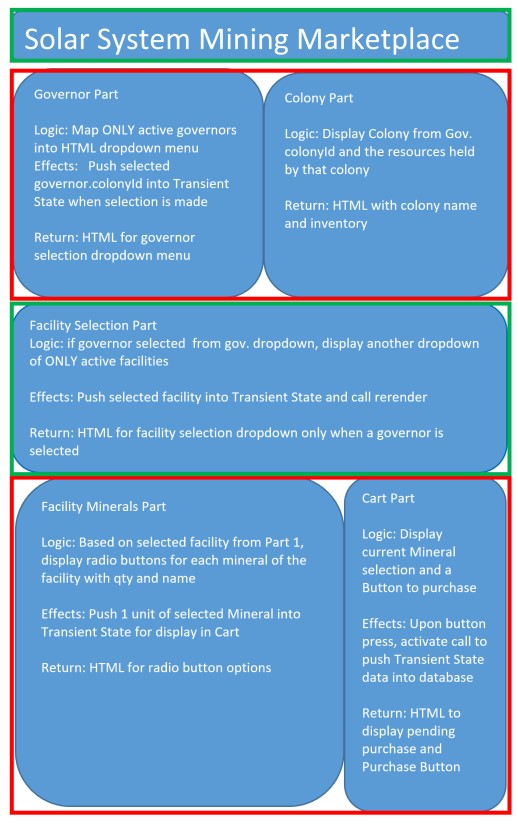 Solar System Mining Marketplace
Governor Part
Logic: Map ONLY active governors
into HTML dropdown menu
Effects:   Push selected
governor.colonyId into Transient
State when selection is made
Return: HTML for governor
selection dropdown menu
Colony Part
Logic: Display Colony from Gov.
colonyId and the resources held
by that colony
Return: HTML with colony name
and inventory
Facility Selection Part
Logic: if governor selected  from gov. dropdown, display another dropdown
of ONLY active facilities
Effects: Push selected facility into Transient State and call rerender
Return: HTML for facility selection dropdown only when a governor is
selected
Facility Minerals Part
Logic: Based on selected facility from Part 1,
display radio buttons for each mineral of the
facility with qty and name
Effects: Push 1 unit of selected Mineral into
Transient State for display in Cart
Return: HTML for radio button options
Cart Part
Logic: Display
current Mineral
selection and a
Button to purchase
Effects: Upon button
press, activate call to
push Transient State
data into database
Return: HTML to
display pending
purchase and
Purchase Button